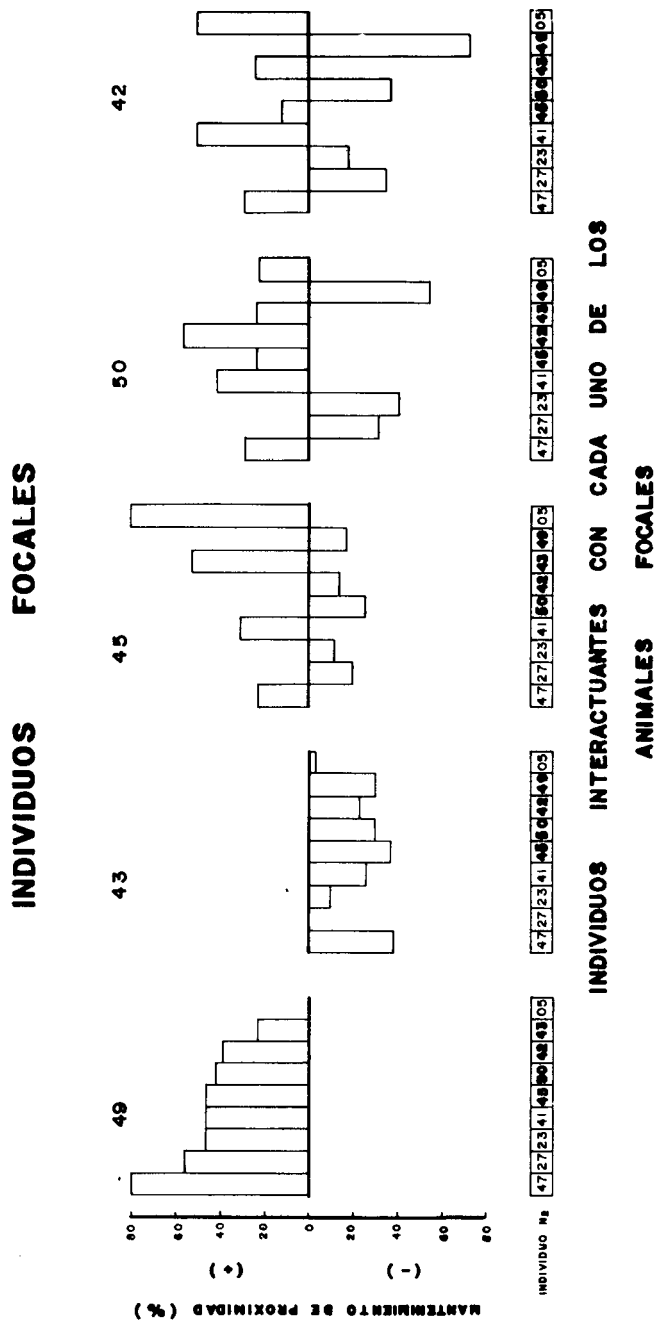 INDIVIDUOS FOCALES
49 43 45 50 42
MANTENIMIENTO DE PROXIMIDAD (%)
(+)
(-)
80
60
40
20
0
20
40
60
80
INDIVIDUO Nº
47 27 23 41 45 50 42 43 05
47 27 23 41 45 50 42 49 05
47 27 23 41 50 42 43 49 05
47 27 23 41 45 42 43 49 05
47 27 23 41 45 50 43 49 05
INDIVIDUOS INTERACTUANTES CON CADA UNO DE LOS
ANIMALES FOCALES